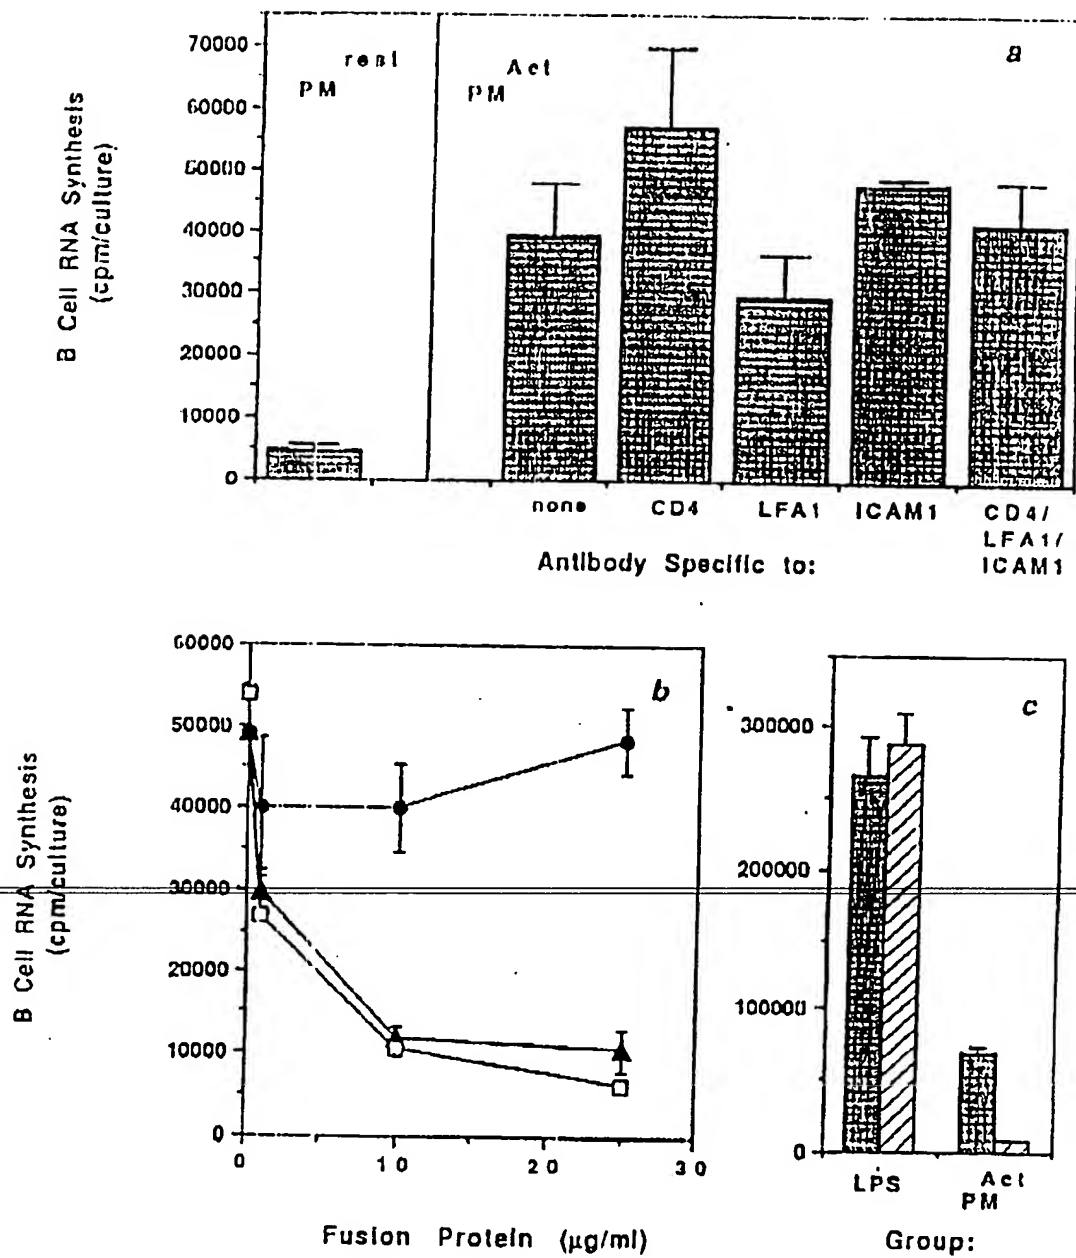 a
rest
PM
Act
PM
B Cell RNA Synthesis
(cpm/culture)
70000
60000
50000
40000
30000
20000
10000
0
none CD4 LFA1 ICAM1 CD4/
LFA1/
ICAM1
Antibody Specific to:
b
B Cell RNA Synthesis
(cpm/culture)
60000
50000
40000
30000
20000
10000
0
0 10 20 30
Fusion Protein (µg/ml)
c
300000
200000
100000
0
LPS Act
PM
Group: